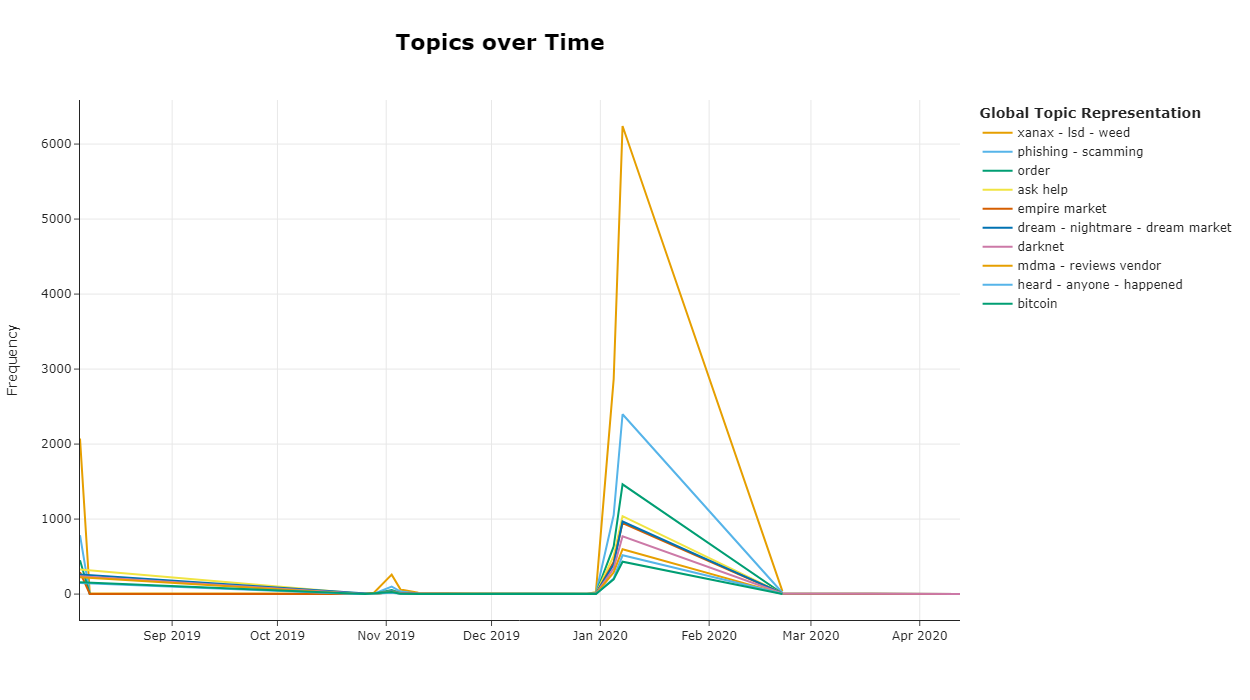 Topics over Time
Frequency
6000
5000
4000
3000
2000
1000
0
Sep 2019
Oct 2019
Nov 2019
Dec 2019
Jan 2020
Feb 2020
Mar 2020
Apr 2020
Global Topic Representation
xanax - lsd - weed
phishing - scamming
order
ask help
empire market
dream - nightmare - dream market
darknet
mdma - reviews vendor
heard - anyone - happened
bitcoin